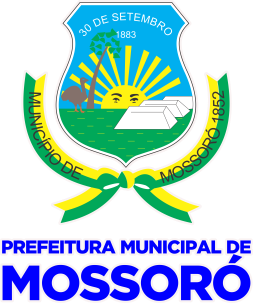 30 DE SETEMBRO
1883
MUNICÍPIO DE
MOSSORÓ 1852
PREFEITURA MUNICIPAL DE
MOSSORÓ